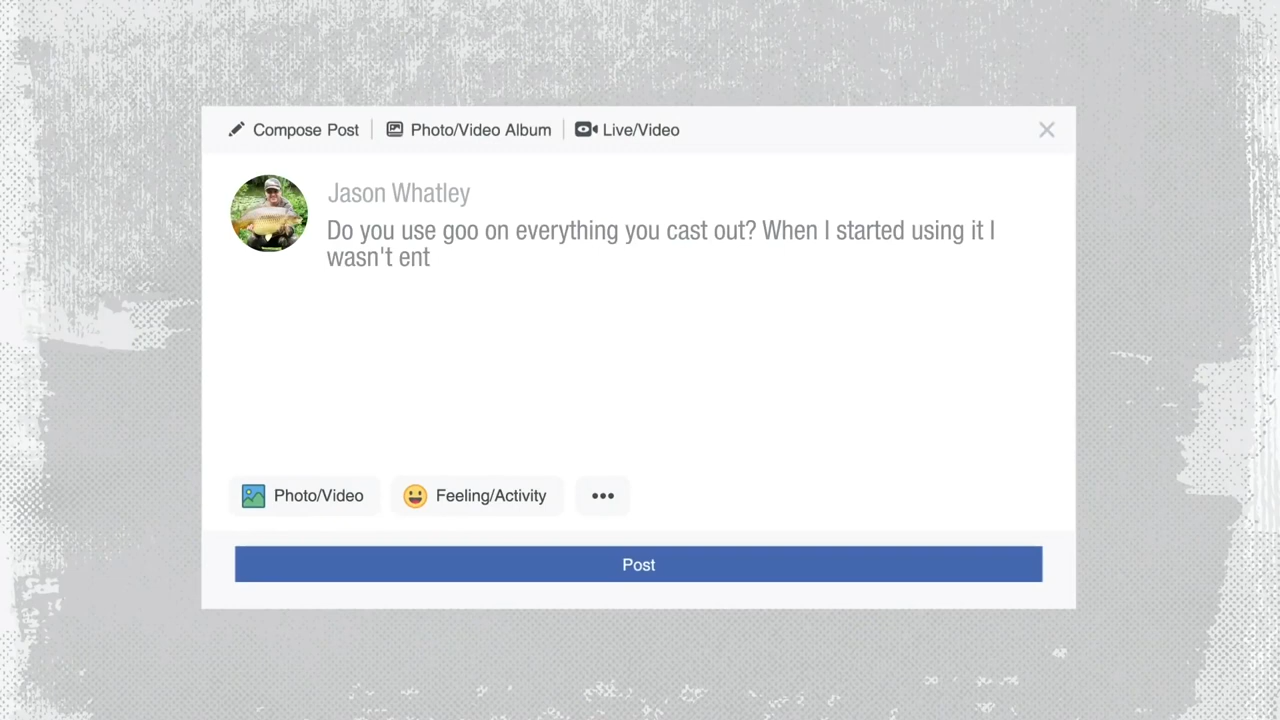 Compose Post
Photo/Video Album
Live/Video
Jason Whatley
Do you use goo on everything you cast out? When I started using it I
wasn't ent
Photo/Video
Feeling/Activity
Post